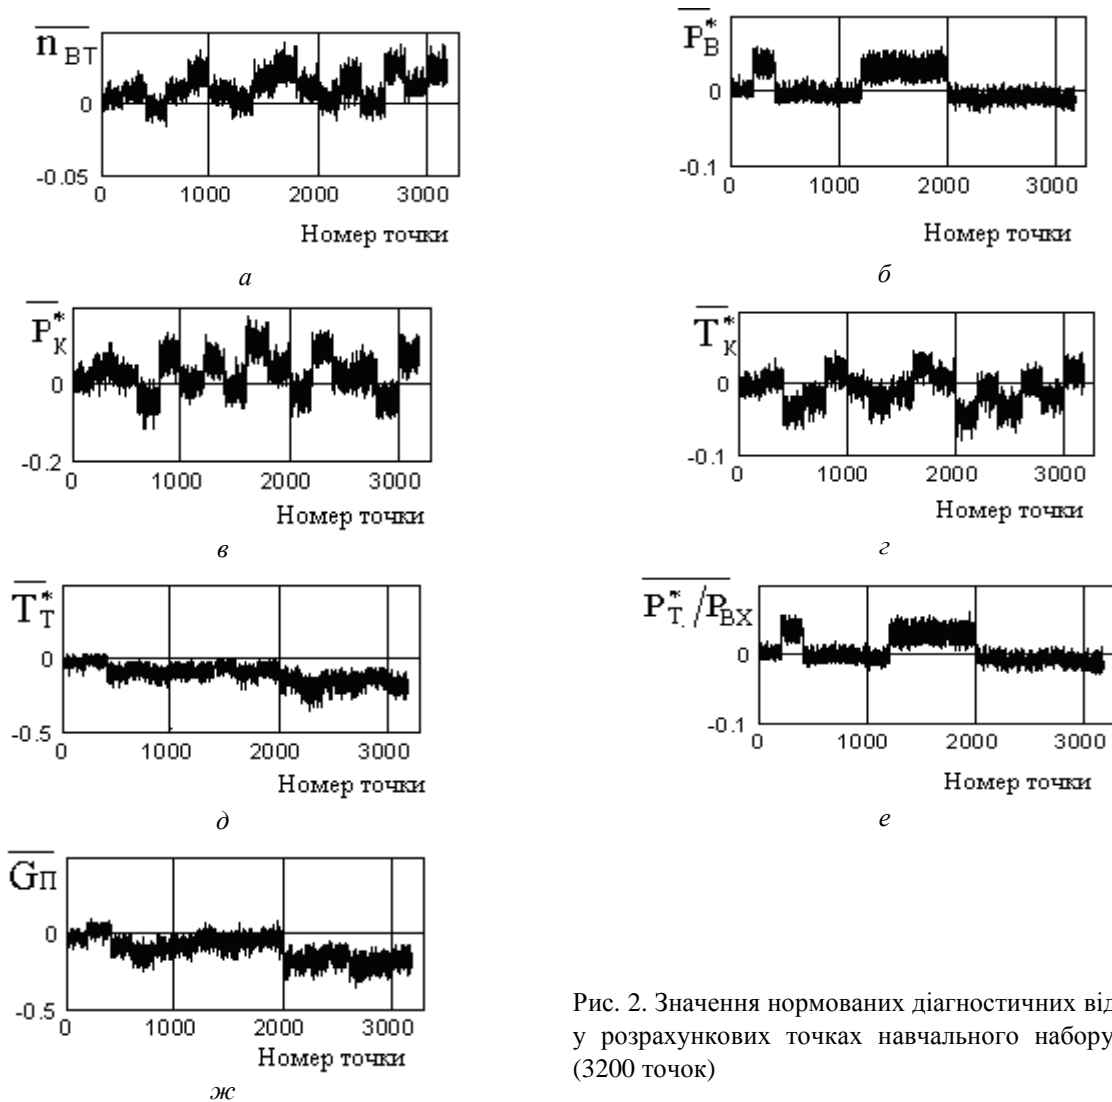 n̅ВТ
0
-0.05
0 1000 2000 3000
Номер точки
а
P̅*В
0
-0.1
0 1000 2000 3000
Номер точки
б
P̅*К
0
-0.2
0 1000 2000 3000
Номер точки
в
T̅*К
0
-0.1
0 1000 2000 3000
Номер точки
г
T̅*Т
0
-0.5
0 1000 2000 3000
Номер точки
д
P*Т./PВХ
0
-0.1
0 1000 2000 3000
Номер точки
е
G̅П
0
-0.5
0 1000 2000 3000
Номер точки
ж
Рис. 2. Значення нормованих діагностичних від
у розрахункових точках навчального набору
(3200 точок)